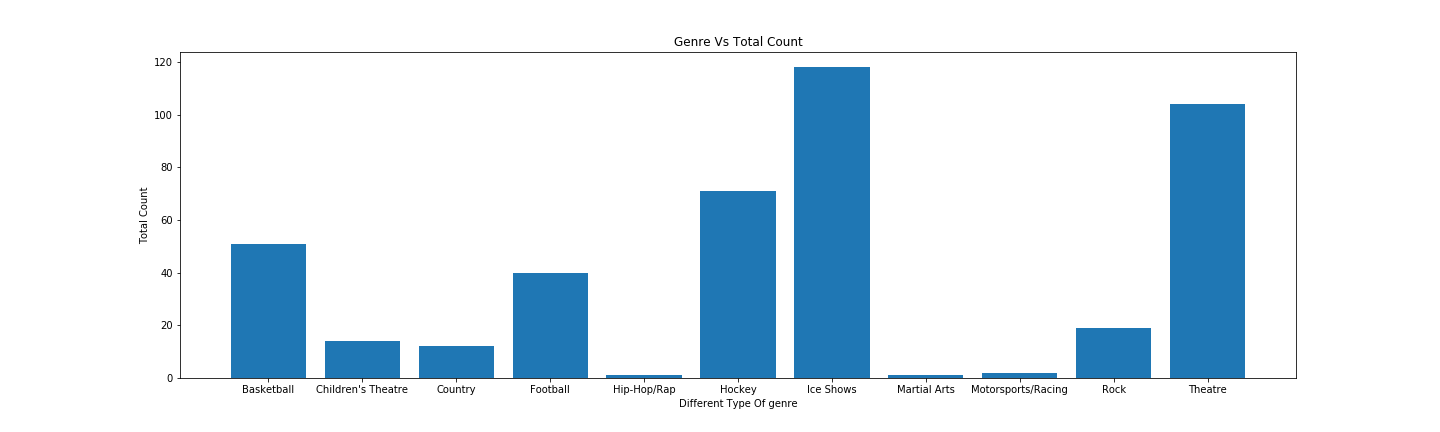 Genre Vs Total Count
120
100
80
60
40
20
0
Total Count
Basketball Children's Theatre Country Football Hip-Hop/Rap Hockey Ice Shows Martial Arts Motorsports/Racing Rock Theatre
Different Type Of genre